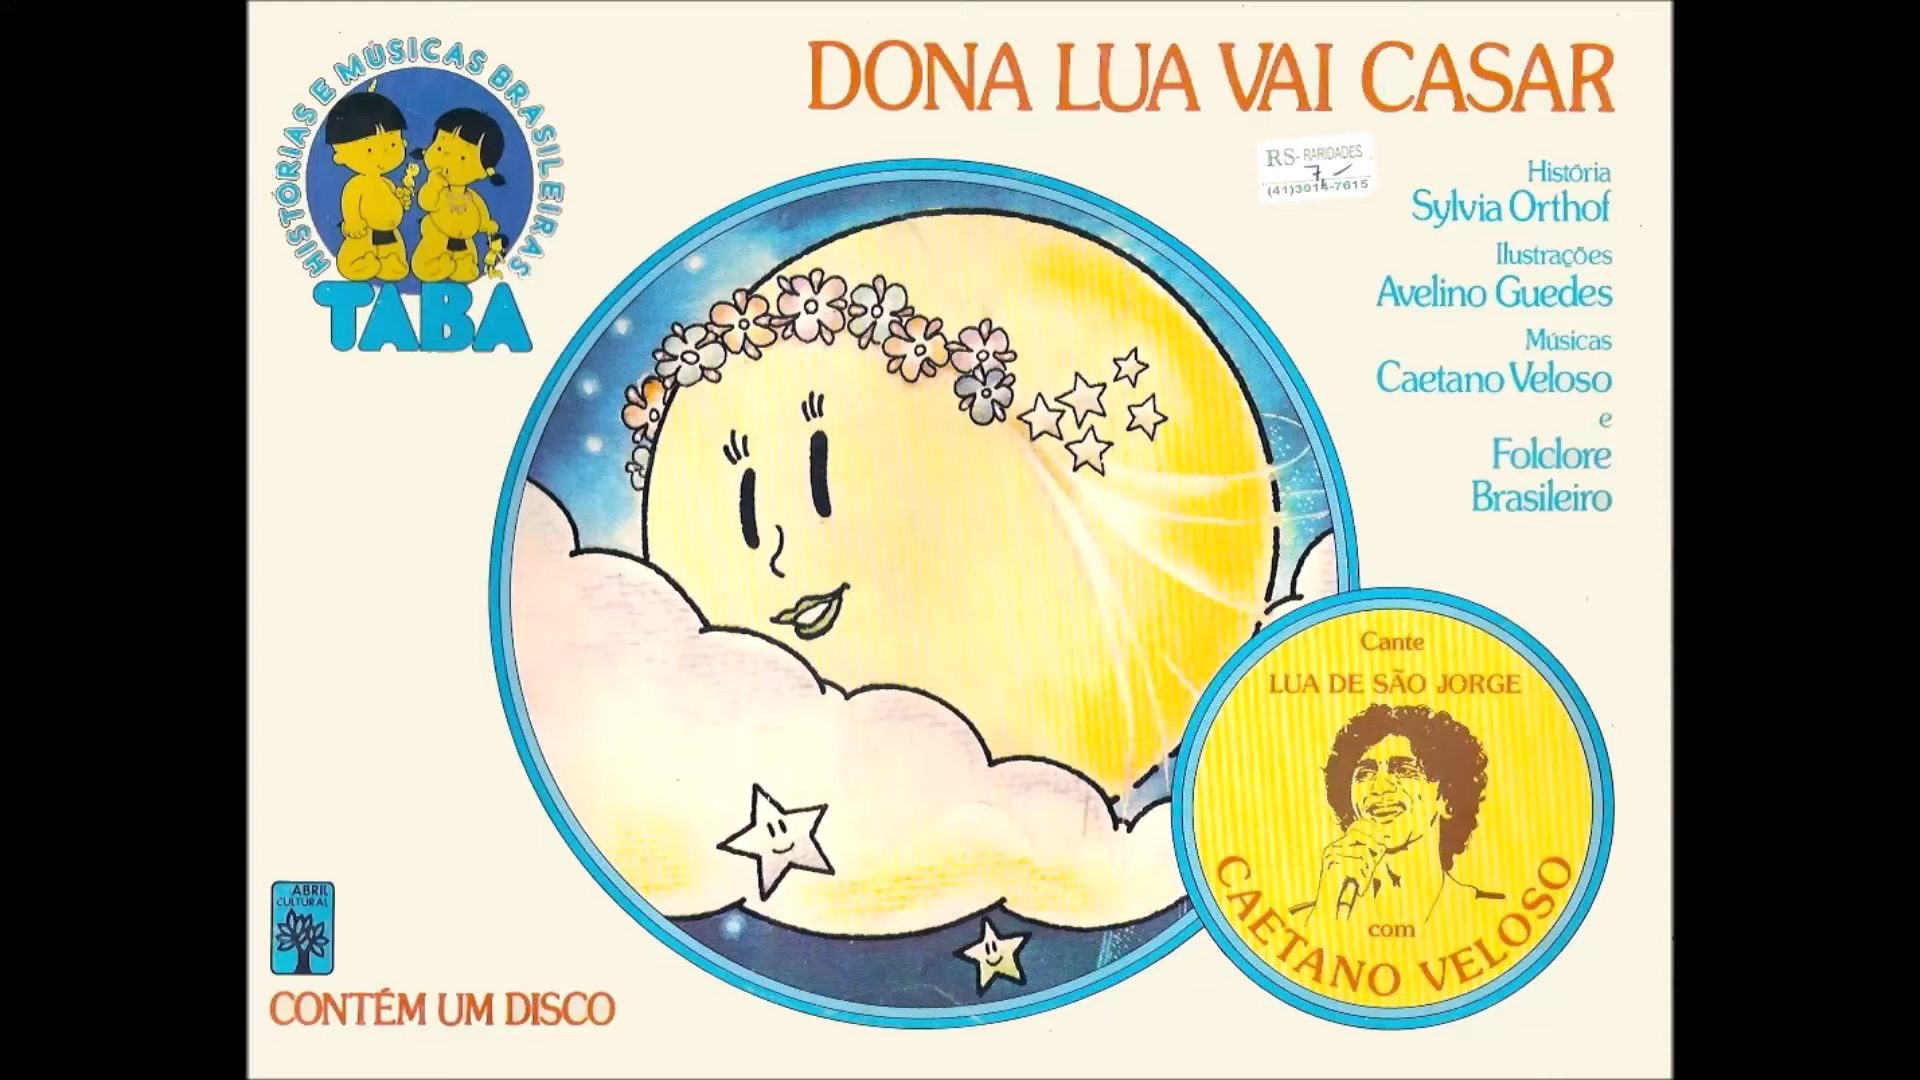 HISTÓRIAS E MÚSICAS BRASILEIRAS
TABA
DONA LUA VAI CASAR
RS- RARIDADES
7,-
(41)3014-7615
História
Sylvia Orthof
Ilustrações
Avelino Guedes
Músicas
Caetano Veloso
e
Folclore
Brasileiro
Cante
LUA DE SÃO JORGE
com
CAETANO VELOSO
ABRIL
CULTURAL
CONTÉM UM DISCO